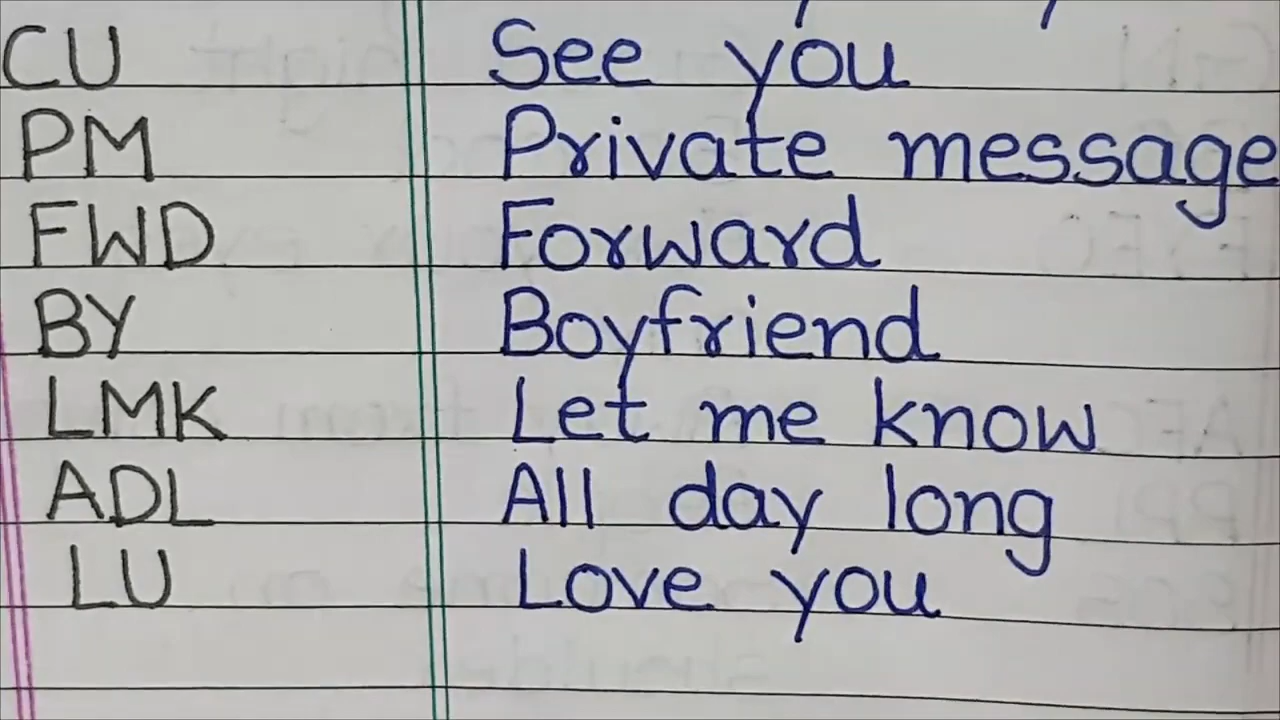 CU See you
PM Private message
FWD Forward
BY Boyfriend
LMK Let me know
ADL All day long
LU Love you